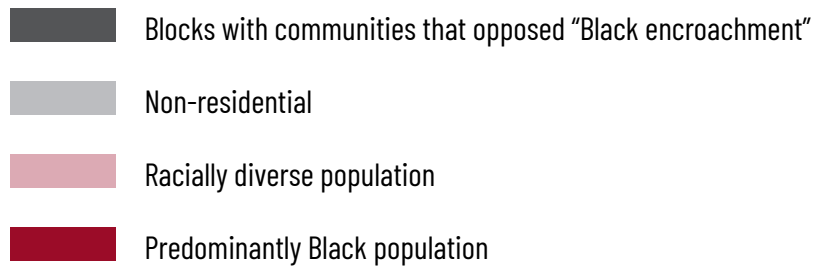 Blocks with communities that opposed “Black encroachment”
Non-residential
Racially diverse population
Predominantly Black population